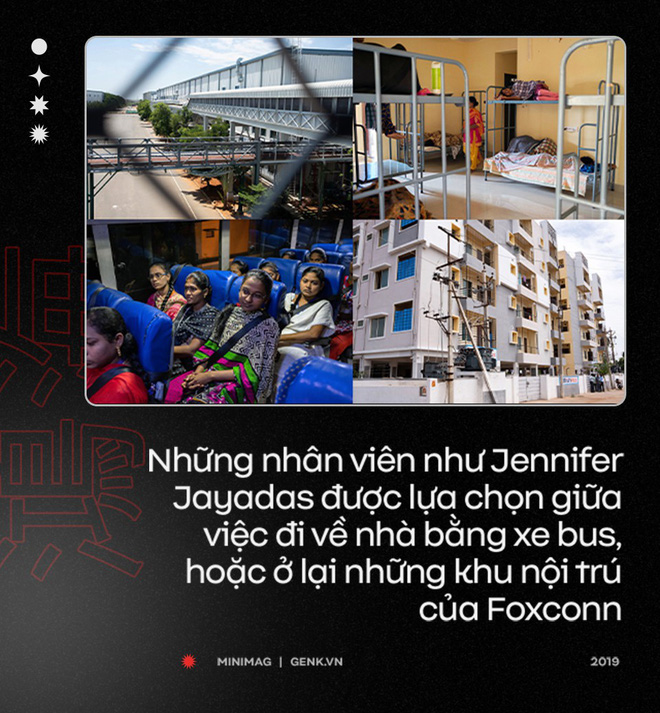 Những nhân viên như Jennifer
Jayadas được lựa chọn giữa
việc đi về nhà bằng xe bus,
hoặc ở lại những khu nội trú
của Foxconn
MINIMAG | GENK.VN
2019